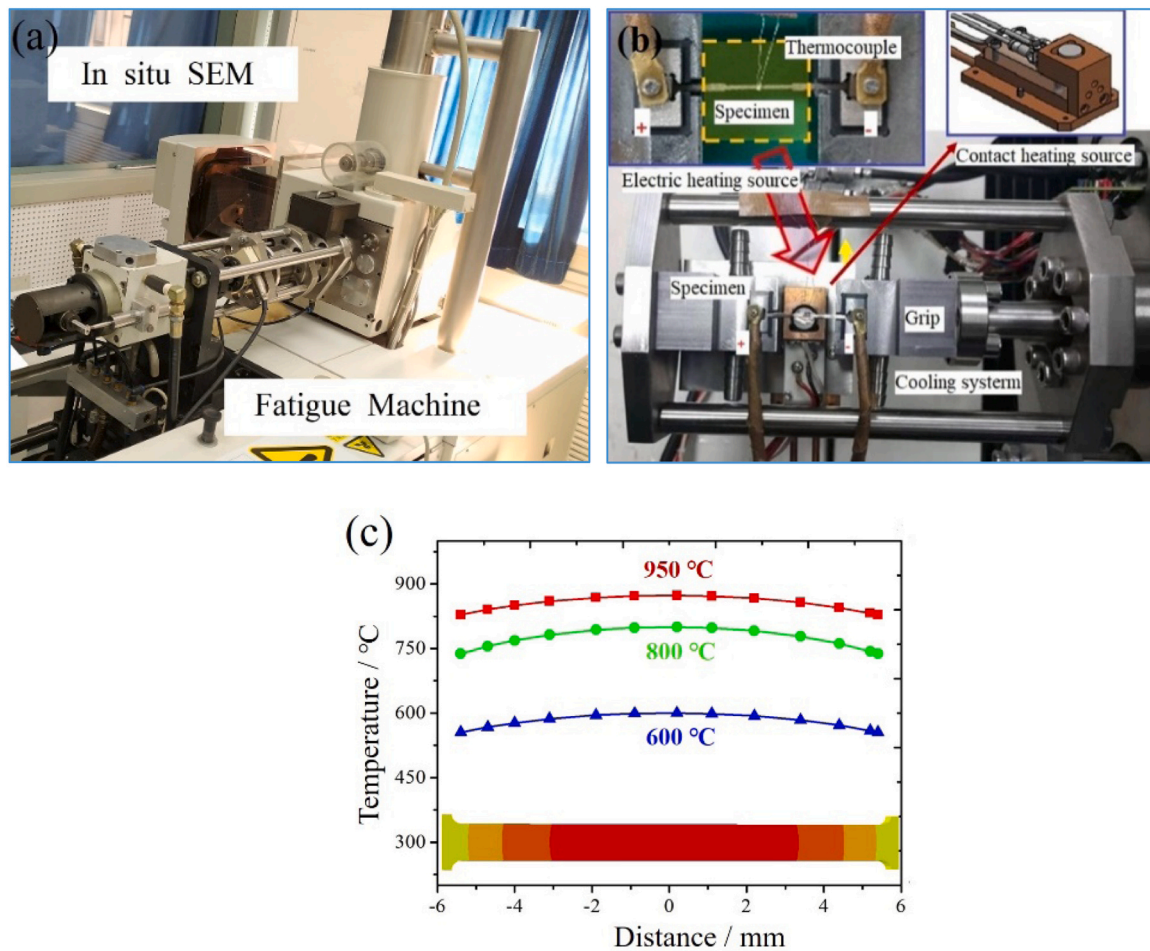 (a)
In situ SEM
Fatigue Machine
(b)
Thermocouple
Specimen
+
-
Electric heating source
Contact heating source
Specimen
Grip
+
-
Cooling systerm
(c)
950 °C
800 °C
600 °C
Temperature / °C
900
750
600
450
300
-6
-4
-2
0
2
4
6
Distance / mm